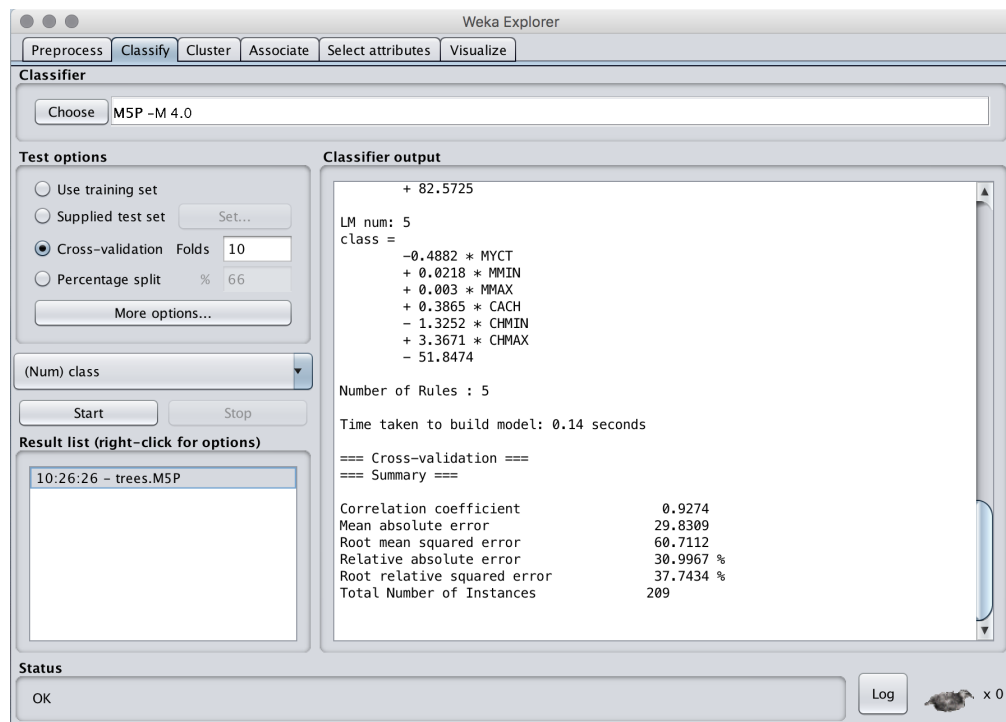 Weka Explorer
Preprocess Classify Cluster Associate Select attributes Visualize
Classifier
Choose M5P –M 4.0
Test options
Use training set
Supplied test set Set...
Cross-validation Folds 10
Percentage split % 66
More options...
(Num) class
Start Stop
Result list (right-click for options)
10:26:26 – trees.M5P
Classifier output
+ 82.5725
LM num: 5
class =
-0.4882 * MYCT
+ 0.0218 * MMIN
+ 0.003 * MMAX
+ 0.3865 * CACH
- 1.3252 * CHMIN
+ 3.3671 * CHMAX
- 51.8474
Number of Rules : 5
Time taken to build model: 0.14 seconds
=== Cross-validation ===
=== Summary ===
Correlation coefficient 0.9274
Mean absolute error 29.8309
Root mean squared error 60.7112
Relative absolute error 30.9967 %
Root relative squared error 37.7434 %
Total Number of Instances 209
Status
OK
Log x 0